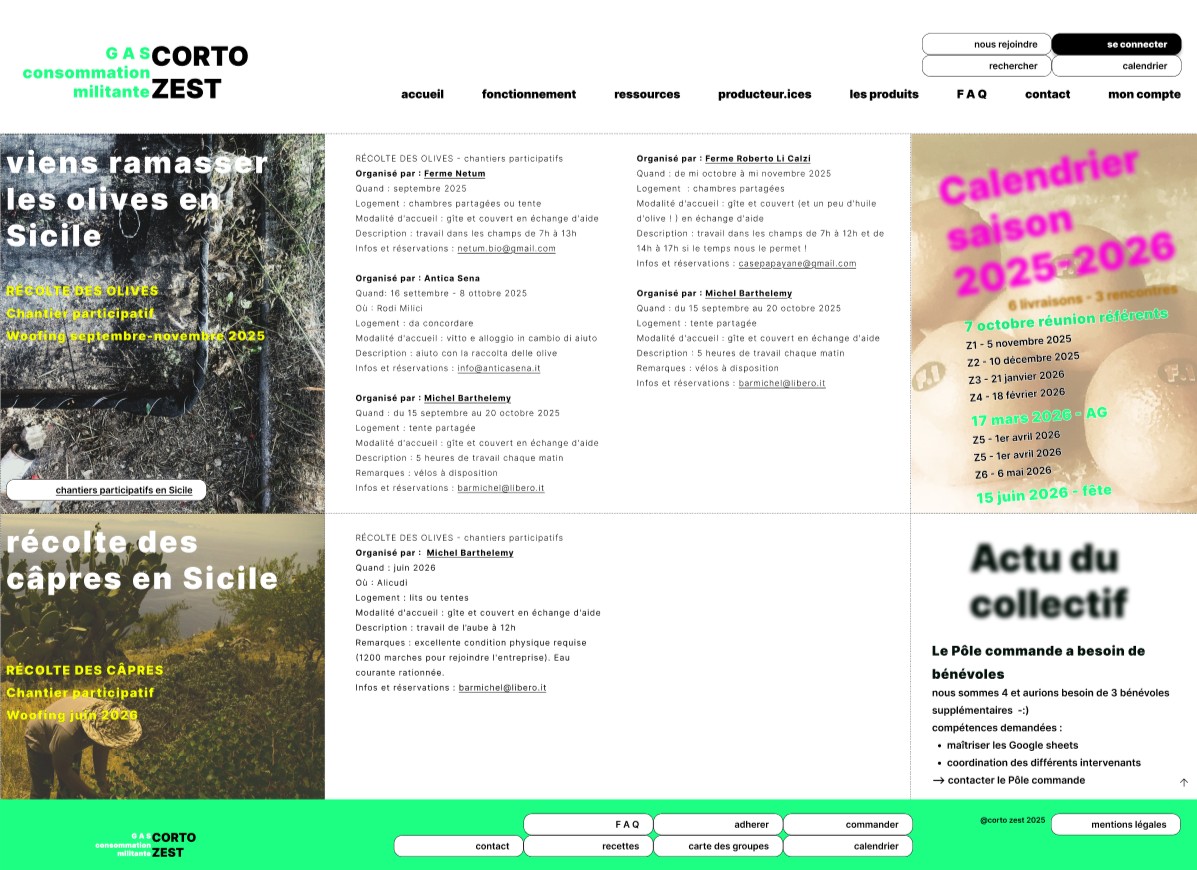 GAS CORTO
consommation
militante ZEST
nous rejoindre
se connecter
rechercher
calendrier
accueil
fonctionnement
ressources
producteur.ices
les produits
F A Q
contact
mon compte
viens ramasser
les olives en
Sicile
RÉCOLTE DES OLIVES
Chantier participatif
Woofing septembre-novembre 2025
chantiers participatifs en Sicile
RÉCOLTE DES OLIVES - chantiers participatifs
Organisé par : Ferme Netum
Quand : septembre 2025
Logement : chambres partagées ou tente
Modalité d'accueil : gîte et couvert en échange d'aide
Description : travail dans les champs de 7h à 13h
Infos et réservations : netum.bio@gmail.com
Organisé par : Antica Sena
Quand: 16 settembre - 8 ottobre 2025
Où : Rodi Milici
Logement : da concordare
Modalité d'accueil : vitto e alloggio in cambio di aiuto
Description : aiuto con la raccolta delle olive
Infos et réservations : info@anticasena.it
Organisé par : Michel Barthelemy
Quand : du 15 septembre au 20 octobre 2025
Logement : tente partagée
Modalité d'accueil : gîte et couvert en échange d'aide
Description : 5 heures de travail chaque matin
Remarques : vélos à disposition
Infos et réservations : barmichel@libero.it
Organisé par : Ferme Roberto Li Calzi
Quand : de mi octobre à mi novembre 2025
Logement : chambres partagées
Modalité d'accueil : gîte et couvert (et un peu d'huile
d'olive ! ) en échange d'aide
Description : travail dans les champs de 7h à 12h et de
14h à 17h si le temps nous le permet !
Infos et réservations : casepapayane@gmail.com
Organisé par : Michel Barthelemy
Quand : du 15 septembre au 20 octobre 2025
Logement : tente partagée
Modalité d'accueil : gîte et couvert en échange d'aide
Description : 5 heures de travail chaque matin
Remarques : vélos à disposition
Infos et réservations : barmichel@libero.it
Calendrier
saison
2025-2026
6 livraisons - 3 rencontres
7 octobre réunion référents
Z1 - 5 novembre 2025
Z2 - 10 décembre 2025
Z3 - 21 janvier 2026
Z4 - 18 février 2026
17 mars 2026 - AG
Z5 - 1er avril 2026
Z5 - 1er avril 2026
Z6 - 6 mai 2026
15 juin 2026 - fête
récolte des
câpres en Sicile
RÉCOLTE DES CÂPRES
Chantier participatif
Woofing juin 2026
RÉCOLTE DES OLIVES - chantiers participatifs
Organisé par : Michel Barthelemy
Quand : juin 2026
Où : Alicudi
Logement : lits ou tentes
Modalité d'accueil : gîte et couvert en échange d'aide
Description : travail de l'aube à 12h
Remarques : excellente condition physique requise
(1200 marches pour rejoindre l'entreprise). Eau
courante rationnée.
Infos et réservations : barmichel@libero.it
Actu du
collectif
Le Pôle commande a besoin de
bénévoles
nous sommes 4 et aurions besoin de 3 bénévoles
supplémentaires -:)
compétences demandées :
• maîtriser les Google sheets
• coordination des différents intervenants
→ contacter le Pôle commande
↑
GAS CORTO
consommation
militante ZEST
contact
F A Q
recettes
adherer
carte des groupes
commander
calendrier
@corto zest 2025
mentions légales